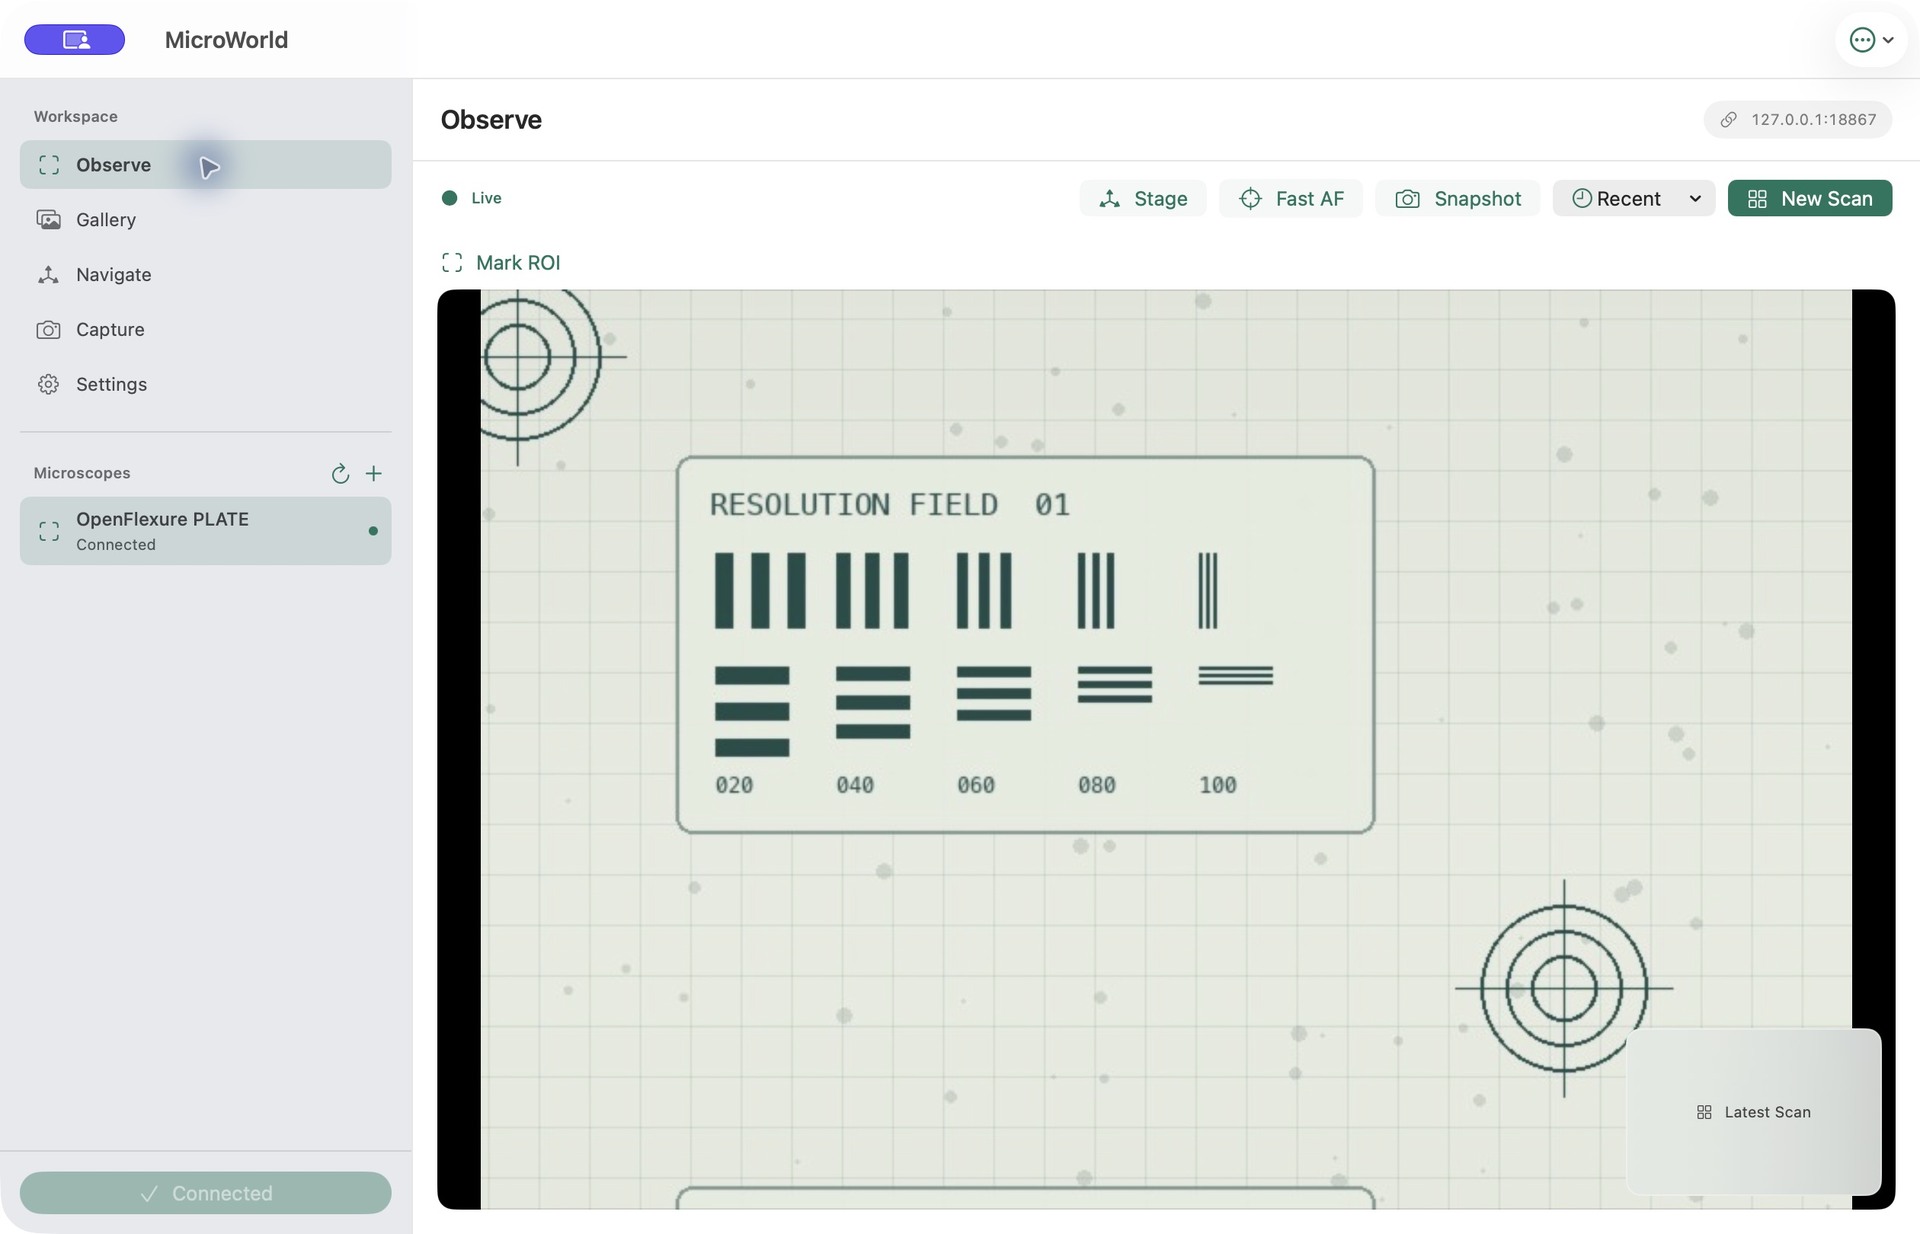 MicroWorld
Workspace
Observe
Gallery
Navigate
Capture
Settings
Microscopes
OpenFlexure PLATE
Connected
Connected
Observe
127.0.0.1:18867
Live
Stage
Fast AF
Snapshot
Recent
New Scan
Mark ROI
RESOLUTION FIELD 01
020 040 060 080 100
Latest Scan